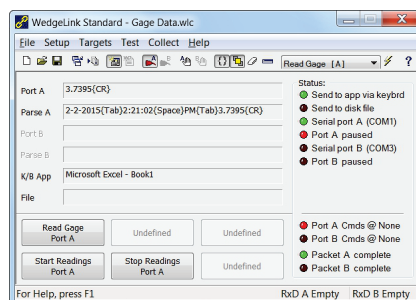 WedgeLink Standard - Gage Data.wlc
File Setup Targets Test Collect Help
Read Gage [A]
?
Port A 3.7395{CR}
Parse A 2-2-2015{Tab}2:21:02{Space}PM{Tab}3.7395{CR}
Port B
Parse B
K/B App Microsoft Excel - Book1
File
Status:
Send to app via keybrd
Send to disk file
Serial port A (COM1)
Port A paused
Serial port B (COM3)
Port B paused
Port A Cmds @ None
Port B Cmds @ None
Packet A complete
Packet B complete
Read Gage
Port A
Undefined
Undefined
Start Readings
Port A
Stop Readings
Port A
Undefined
For Help, press F1
RxD A Empty RxD B Empty